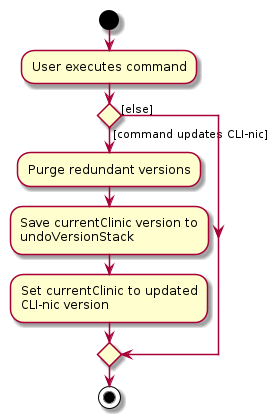 User executes command
[else]
[command updates CLI-nic]
Purge redundant versions
Save currentClinic version to
undoVersionStack
Set currentClinic to updated
CLI-nic version